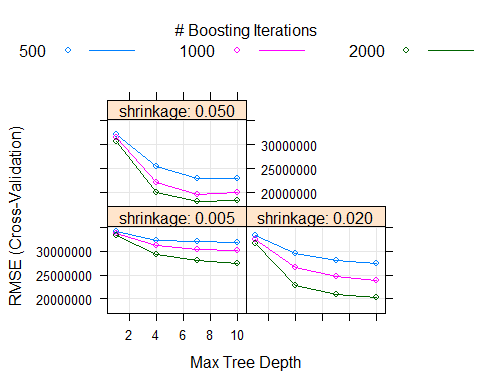 # Boosting Iterations
500 1000 2000
shrinkage: 0.050
30000000
25000000
20000000
shrinkage: 0.005 shrinkage: 0.020
30000000
25000000
20000000
2 4 6 8 10
Max Tree Depth
RMSE (Cross-Validation)